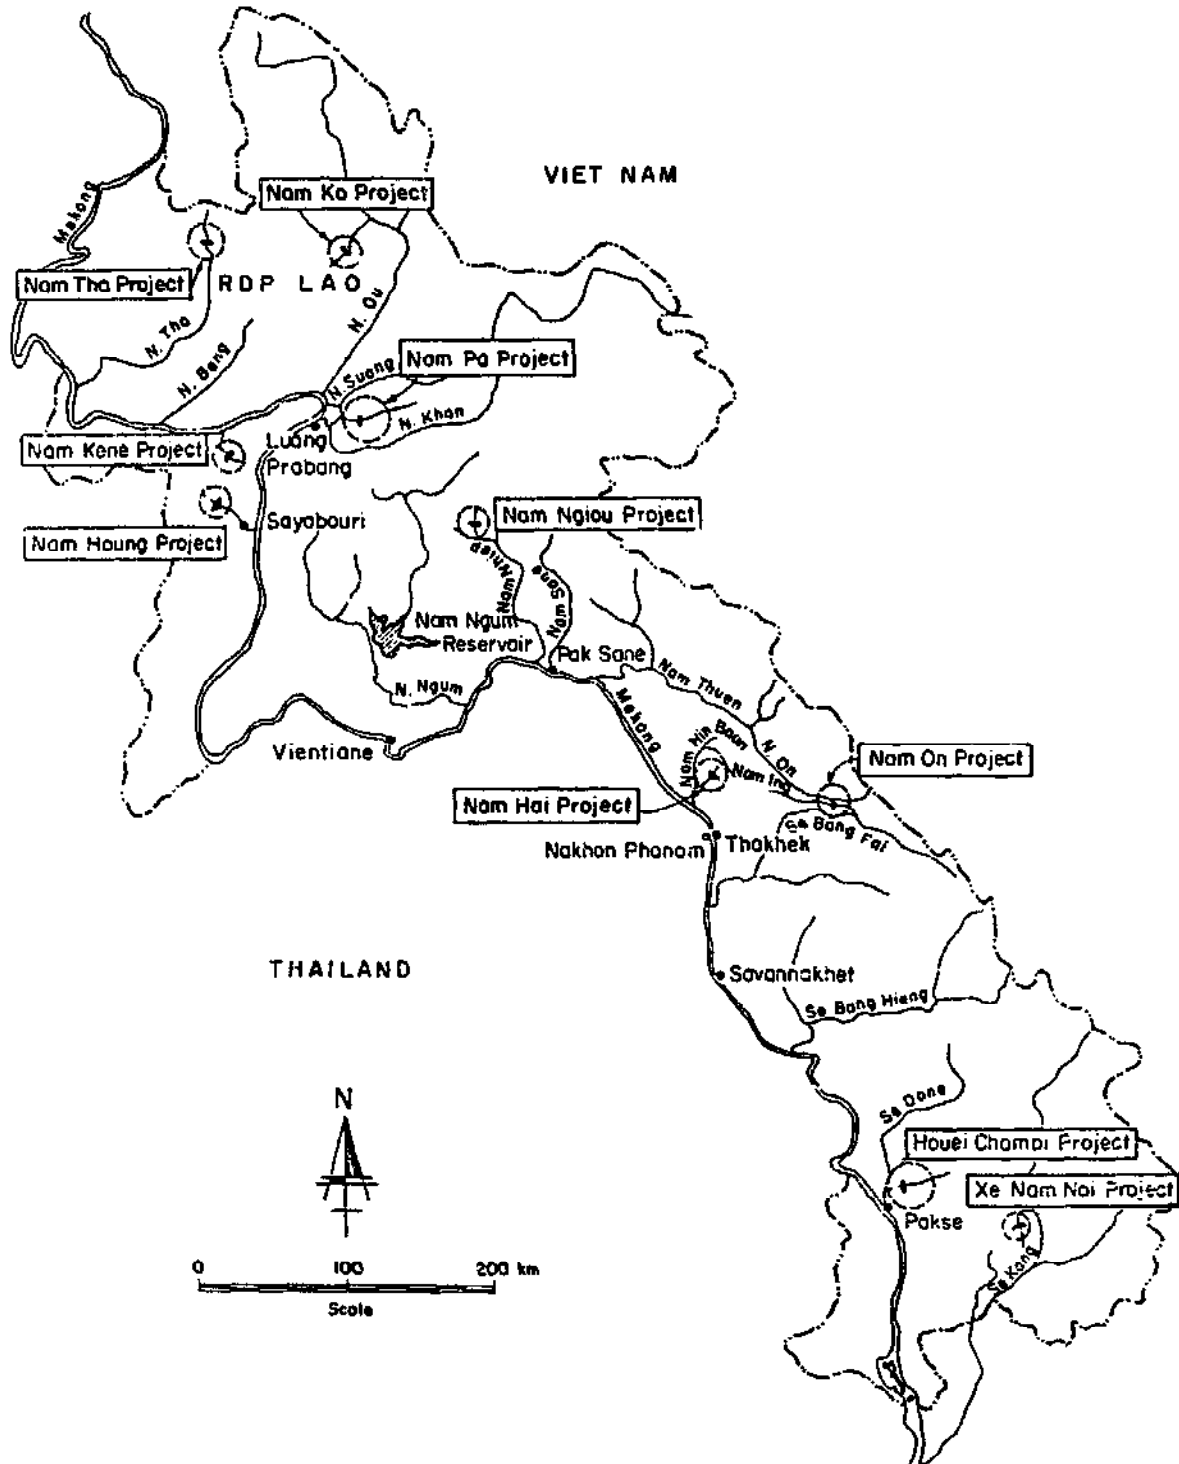 VIET NAM
Mekong
Nam Ko Project
Nam Tha Project
RDP LAO
N. Ou
N. Tha
N. Beng
Nam Pa Project
N. Suong
N. Khan
Luang
Prabang
Nam Kene Project
Sayabouri
Nam Houng Project
Nam Ngiou Project
Nam Nhiep
Nam Sane
Nam Ngum
Reservoir
Pak Sane
N. Ngum
Nam Thuen
Mekong
Vientiane
Nam Hin Boun
N. On
Nam On Project
Nam Hai Project
Se Bang Fai
Nakhon Phanom
Thakhek
THAILAND
Savannakhet
Se Bang Hieng
N
Se Done
Houei Champi Project
Xe Nam Noi Project
Pakse
Se Kong
0 100 200 km
Scale